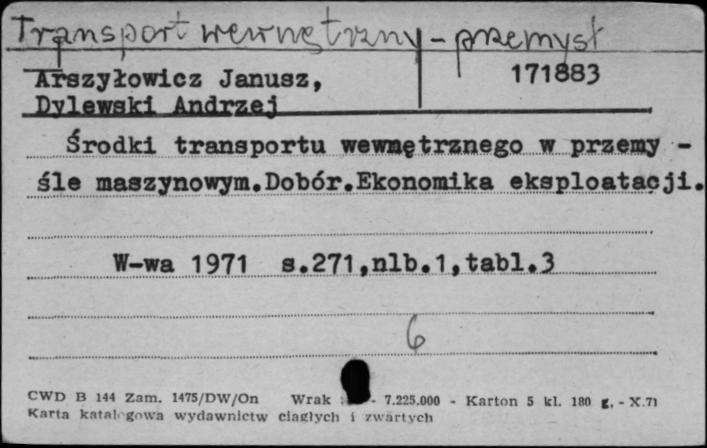 Transport wewnętrzny - przemysł
Arszyłowicz Janusz,
171883
Dylewski Andrzej
Środki transportu wewnętrznego w przemy -
śle maszynowym.Dobór.Ekonomika eksploatacji.
W-wa 1971 s.271,nlb.1,tabl.3
6
CWD B 144 Zam. 1475/DW/On Wrak - 7.225.000 - Karton 5 kl. 180 g. - X.71
Karta katalogowa wydawnictw ciągłych i zwartych